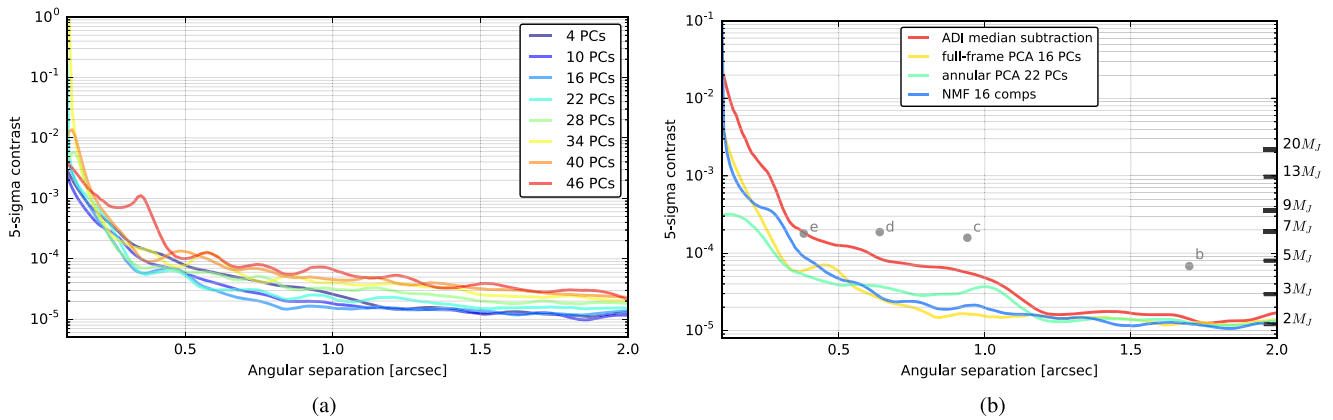 10^0
10^-1
10^-2
10^-3
10^-4
10^-5
5-sigma contrast
0.5
1.0
1.5
2.0
Angular separation [arcsec]
4 PCs
10 PCs
16 PCs
22 PCs
28 PCs
34 PCs
40 PCs
46 PCs
(a)
10^-1
10^-2
10^-3
10^-4
10^-5
5-sigma contrast
0.5
1.0
1.5
2.0
Angular separation [arcsec]
ADI median subtraction
full-frame PCA 16 PCs
annular PCA 22 PCs
NMF 16 comps
e
d
c
b
20M_J
13M_J
9M_J
7M_J
5M_J
3M_J
2M_J
(b)